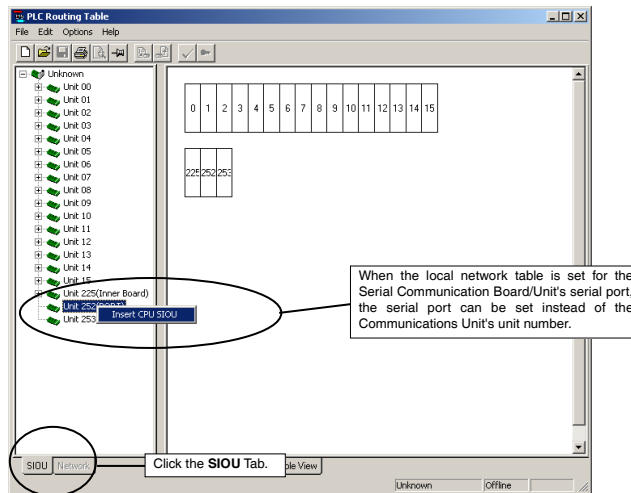 PLC Routing Table
File Edit Options Help
Unknown
Unit 00
Unit 01
Unit 02
Unit 03
Unit 04
Unit 05
Unit 06
Unit 07
Unit 08
Unit 09
Unit 10
Unit 11
Unit 12
Unit 13
Unit 14
Unit 15
Unit 225(Inner Board)
Unit 252(PORT)
Insert CPU SIOU
Unit 253
0 1 2 3 4 5 6 7 8 9 10 11 12 13 14 15
225 252 253
When the local network table is set for the
Serial Communication Board/Unit's serial port,
the serial port can be set instead of the
Communications Unit's unit number.
SIOU Network
Click the SIOU Tab.
ble View
Unknown Offline